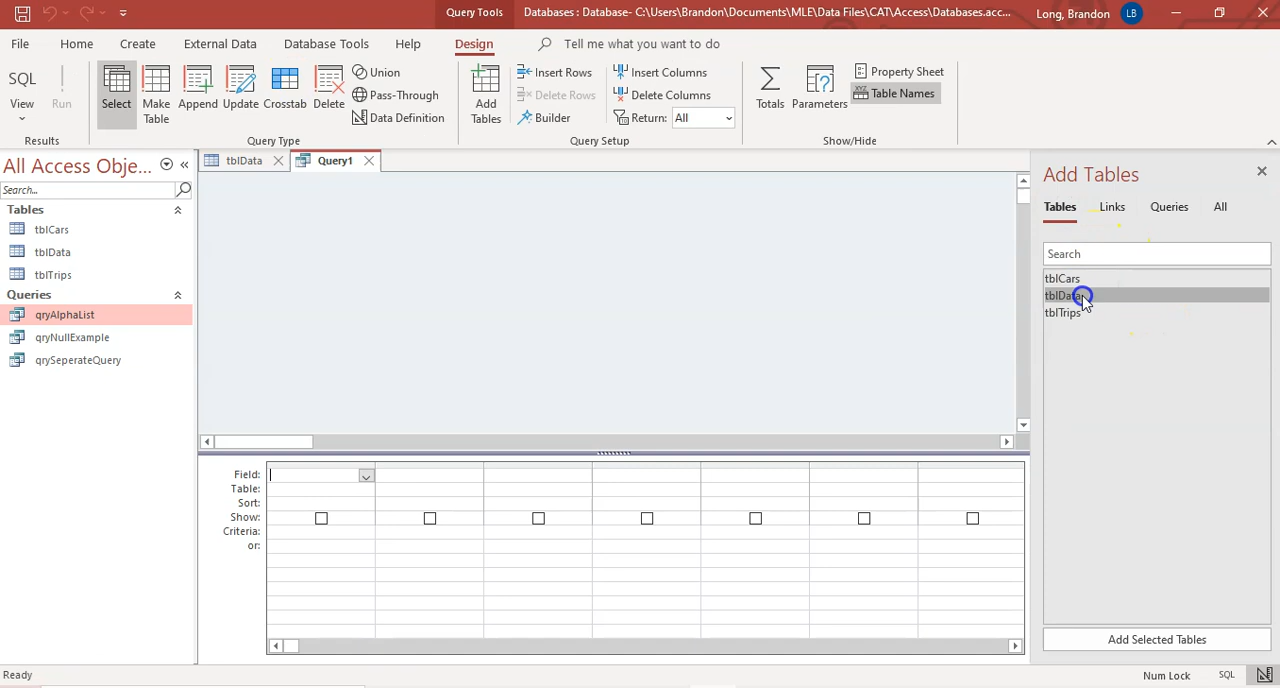 Query Tools
Databases : Database- C:\Users\Brandon\Documents\MLE\Data Files\CAT\Access\Databases.acc...
Long, Brandon
LB
File
Home
Create
External Data
Database Tools
Help
Design
Tell me what you want to do
SQL
View
Run
Results
Select
Make
Table
Append
Update
Crosstab
Delete
Union
Pass-Through
Data Definition
Query Type
Add
Tables
Insert Rows
Delete Rows
Builder
Insert Columns
Delete Columns
Return: All
Query Setup
Totals
Parameters
Property Sheet
XYZ
Table Names
Show/Hide
All Access Obje...
Search...
Tables
tblCars
tblData
tblTrips
Queries
qryAlphaList
qryNullExample
qrySeperateQuery
tblData
Query1
Field:
Table:
Sort:
Show:
Criteria:
or:
Add Tables
Tables
Links
Queries
All
Search
tblCars
tblData
tblTrips
Add Selected Tables
Ready
Num Lock
SQL